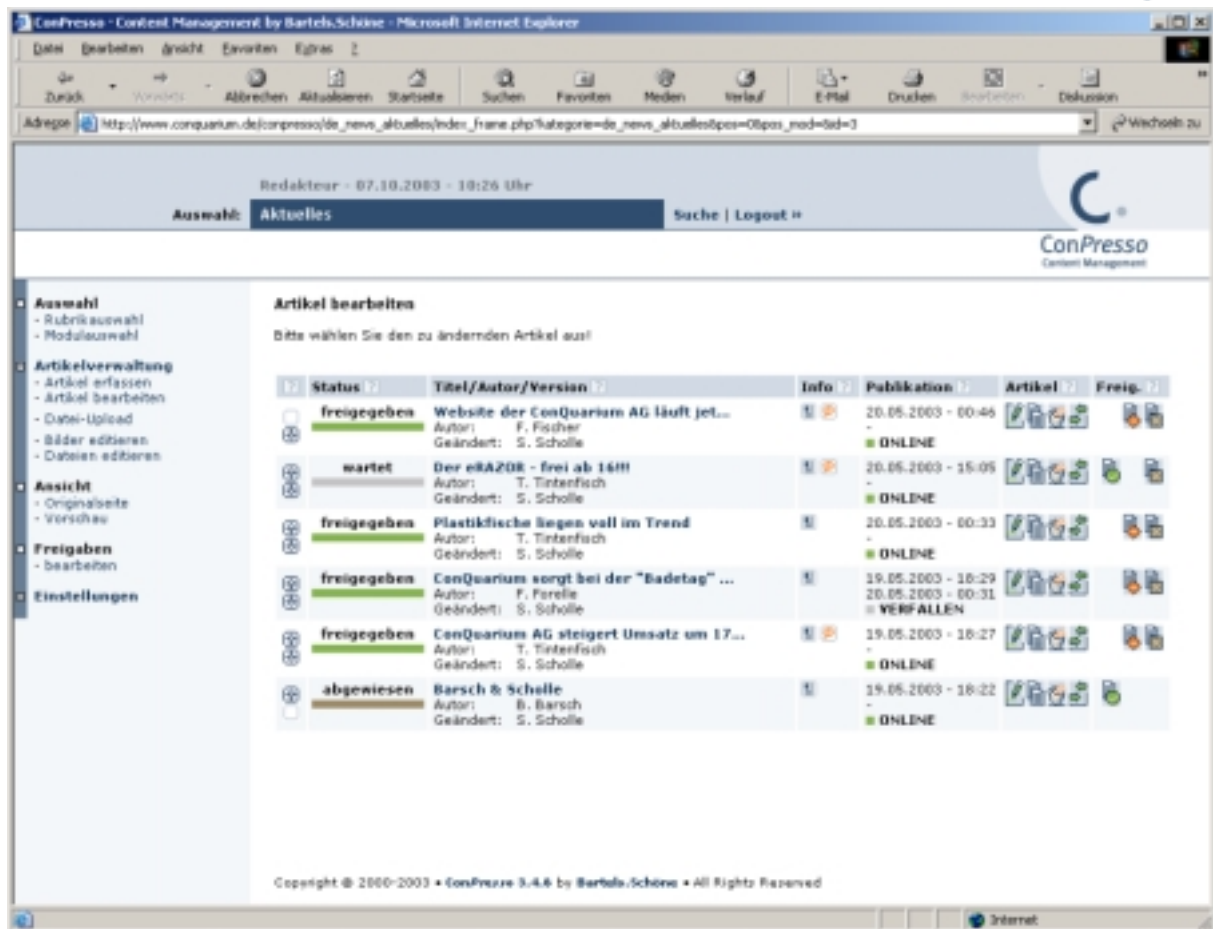 ConPresso - Content Management by Bartels.Schöne - Microsoft Internet Explorer
Datei Bearbeiten Ansicht Favoriten Extras ?
Zurück Vorwärts Abbrechen Aktualisieren Startseite Suchen Favoriten Medien Verlauf E-Mail Drucken Bearbeiten Diskussion
Adresse http://www.conquarium.de/conpresso/de_news_aktuelles/index_frame.php?kategorie=de_news_aktuelles&pos=0&pos_mod=&id=3 Wechseln zu
Redakteur - 07.10.2003 - 10:26 Uhr
Auswahl: Aktuelles Suche | Logout »
ConPresso
Content Management
Auswahl
- Rubrikauswahl
- Modulauswahl
Artikelverwaltung
- Artikel erfassen
- Artikel bearbeiten
- Datei-Upload
- Bilder editieren
- Dateien editieren
Ansicht
- Originalseite
- Vorschau
Freigaben
- bearbeiten
Einstellungen
Artikel bearbeiten
Bitte wählen Sie den zu ändernden Artikel aus!
? Status ? Titel/Autor/Version ? Info ? Publikation ? Artikel ? Freig. ?
freigegeben Website der ConQuarium AG läuft jet... 20.05.2003 - 00:46
Autor: F. Fischer -
Geändert: S. Scholle ONLINE
wartet Der eRAZOR - frei ab 16!!! 20.05.2003 - 15:05
Autor: T. Tintenfisch -
Geändert: S. Scholle ONLINE
freigegeben Plastikfische liegen voll im Trend 20.05.2003 - 00:33
Autor: T. Tintenfisch -
Geändert: S. Scholle ONLINE
freigegeben ConQuarium sorgt bei der "Badetag" ... 19.05.2003 - 18:29
Autor: F. Forelle 20.05.2003 - 00:31
Geändert: S. Scholle VERFALLEN
freigegeben ConQuarium AG steigert Umsatz um 17... 19.05.2003 - 18:27
Autor: T. Tintenfisch -
Geändert: S. Scholle ONLINE
abgewiesen Barsch & Scholle 19.05.2003 - 18:22
Autor: B. Barsch -
Geändert: S. Scholle ONLINE
Copyright © 2000-2003 • ConPresso 3.4.6 by Bartels.Schöne • All Rights Reserved
Internet